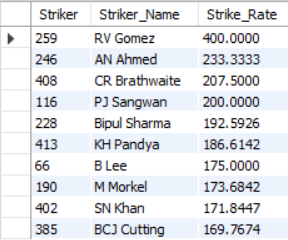 Striker Striker_Name Strike_Rate
259 RV Gomez 400.0000
246 AN Ahmed 233.3333
408 CR Brathwaite 207.5000
116 PJ Sangwan 200.0000
228 Bipul Sharma 192.5926
413 KH Pandya 186.6142
66 B Lee 175.0000
190 M Morkel 173.6842
402 SN Khan 171.8447
385 BCJ Cutting 169.7674